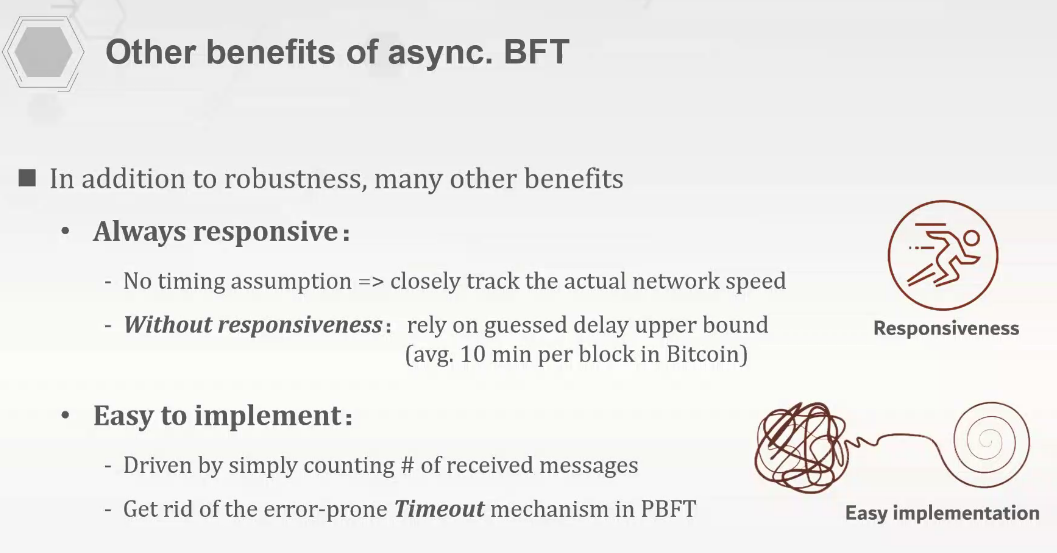 Other benefits of async. BFT
■ In addition to robustness, many other benefits
• Always responsive:
- No timing assumption => closely track the actual network speed
- Without responsiveness: rely on guessed delay upper bound
(avg. 10 min per block in Bitcoin)
Responsiveness
• Easy to implement:
- Driven by simply counting # of received messages
- Get rid of the error-prone Timeout mechanism in PBFT
Easy implementation